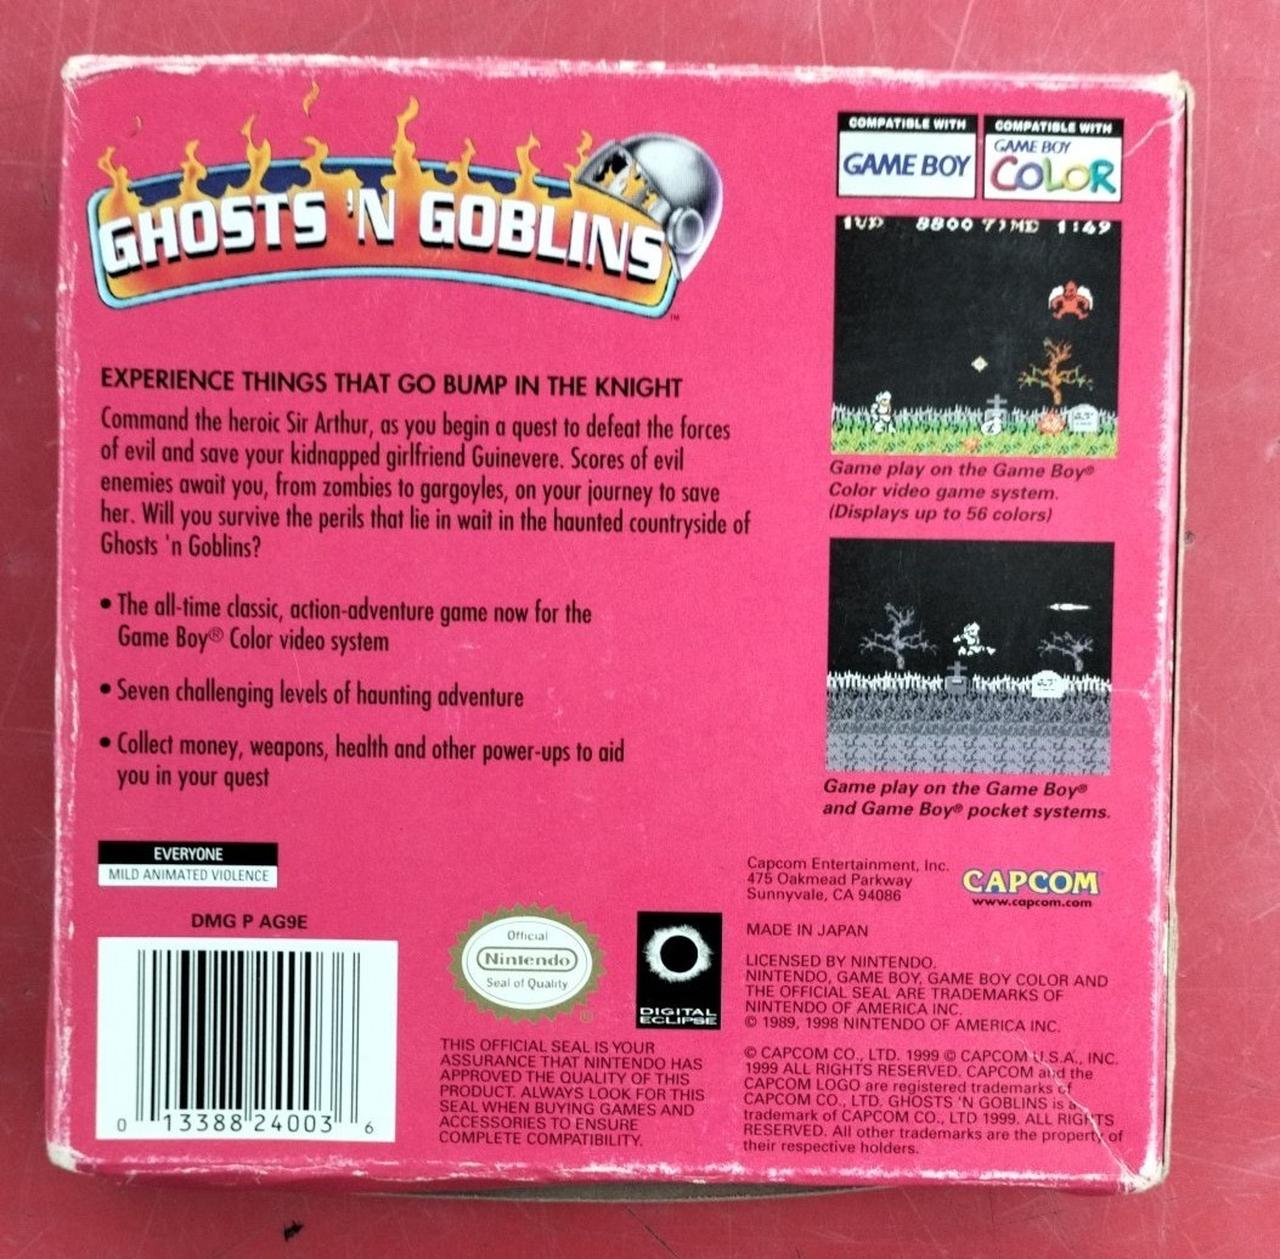 GHOSTS 'N GOBLINS
™
EXPERIENCE THINGS THAT GO BUMP IN THE KNIGHT
Command the heroic Sir Arthur, as you begin a quest to defeat the forces
of evil and save your kidnapped girlfriend Guinevere. Scores of evil
enemies await you, from zombies to gargoyles, on your journey to save
her. Will you survive the perils that lie in wait in the haunted countryside of
Ghosts 'n Goblins?
• The all-time classic, action-adventure game now for the
Game Boy® Color video system
• Seven challenging levels of haunting adventure
• Collect money, weapons, health and other power-ups to aid
you in your quest
COMPATIBLE WITH
GAME BOY
COMPATIBLE WITH
GAME BOY
COLOR
1UP 8800 TIME 1:49
Game play on the Game Boy®
Color video game system.
(Displays up to 56 colors)
Game play on the Game Boy®
and Game Boy® pocket systems.
EVERYONE
MILD ANIMATED VIOLENCE
DMG P AG9E
0 13388 24003 6
Official
Nintendo
Seal of Quality
®
THIS OFFICIAL SEAL IS YOUR
ASSURANCE THAT NINTENDO HAS
APPROVED THE QUALITY OF THIS
PRODUCT. ALWAYS LOOK FOR THIS
SEAL WHEN BUYING GAMES AND
ACCESSORIES TO ENSURE
COMPLETE COMPATIBILITY.
DIGITAL
ECLIPSE
Capcom Entertainment, Inc.
475 Oakmead Parkway
Sunnyvale, CA 94086
CAPCOM
www.capcom.com
MADE IN JAPAN
LICENSED BY NINTENDO.
NINTENDO, GAME BOY, GAME BOY COLOR AND
THE OFFICIAL SEAL ARE TRADEMARKS OF
NINTENDO OF AMERICA INC.
© 1989, 1998 NINTENDO OF AMERICA INC.
© CAPCOM CO., LTD. 1999 © CAPCOM U.S.A., INC.
1999 ALL RIGHTS RESERVED. CAPCOM and the
CAPCOM LOGO are registered trademarks of
CAPCOM CO., LTD. GHOSTS 'N GOBLINS is a
trademark of CAPCOM CO., LTD 1999. ALL RIGHTS
RESERVED. All other trademarks are the property of
their respective holders.